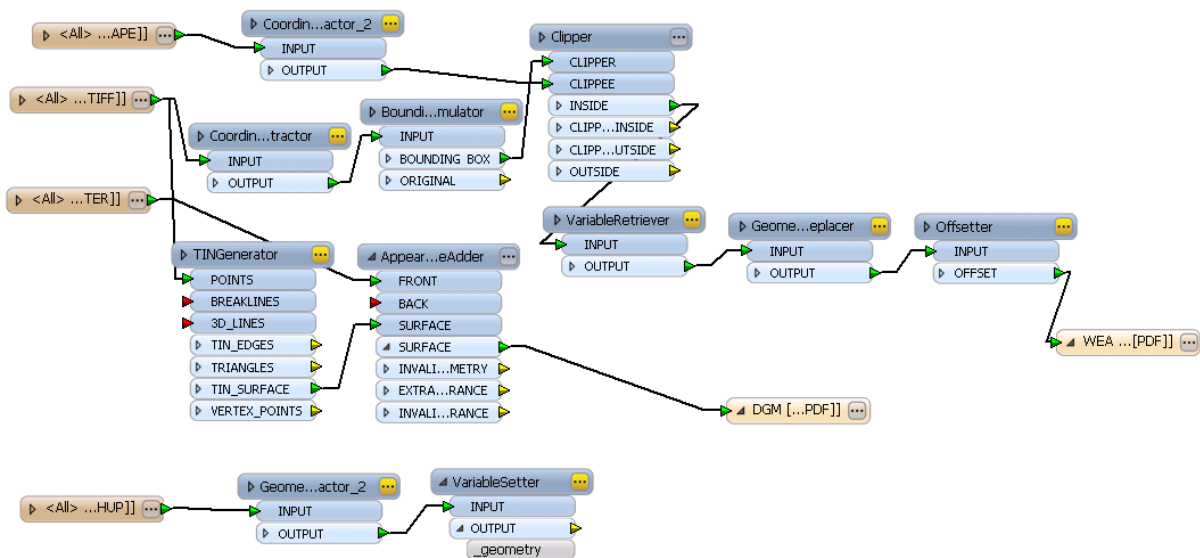 <All> ...APE]]
Coordin...actor_2
INPUT
OUTPUT
Clipper
CLIPPER
CLIPPEE
INSIDE
CLIPP...INSIDE
CLIPP...UTSIDE
OUTSIDE
<All> ...TIFF]]
Coordin...tractor
INPUT
OUTPUT
Boundi...mulator
INPUT
BOUNDING BOX
ORIGINAL
<All> ...TER]]
VariableRetriever
INPUT
OUTPUT
Geome...eplacer
INPUT
OUTPUT
Offsetter
INPUT
OFFSET
TINGenerator
POINTS
BREAKLINES
3D_LINES
TIN_EDGES
TRIANGLES
TIN_SURFACE
VERTEX_POINTS
Appear...eAdder
FRONT
BACK
SURFACE
SURFACE
INVALI...METRY
EXTRA...RANCE
INVALI...RANCE
WEA ...[PDF]]
DGM [...PDF]]
<All> ...HUP]]
Geome...actor_2
INPUT
OUTPUT
VariableSetter
INPUT
OUTPUT
_geometry